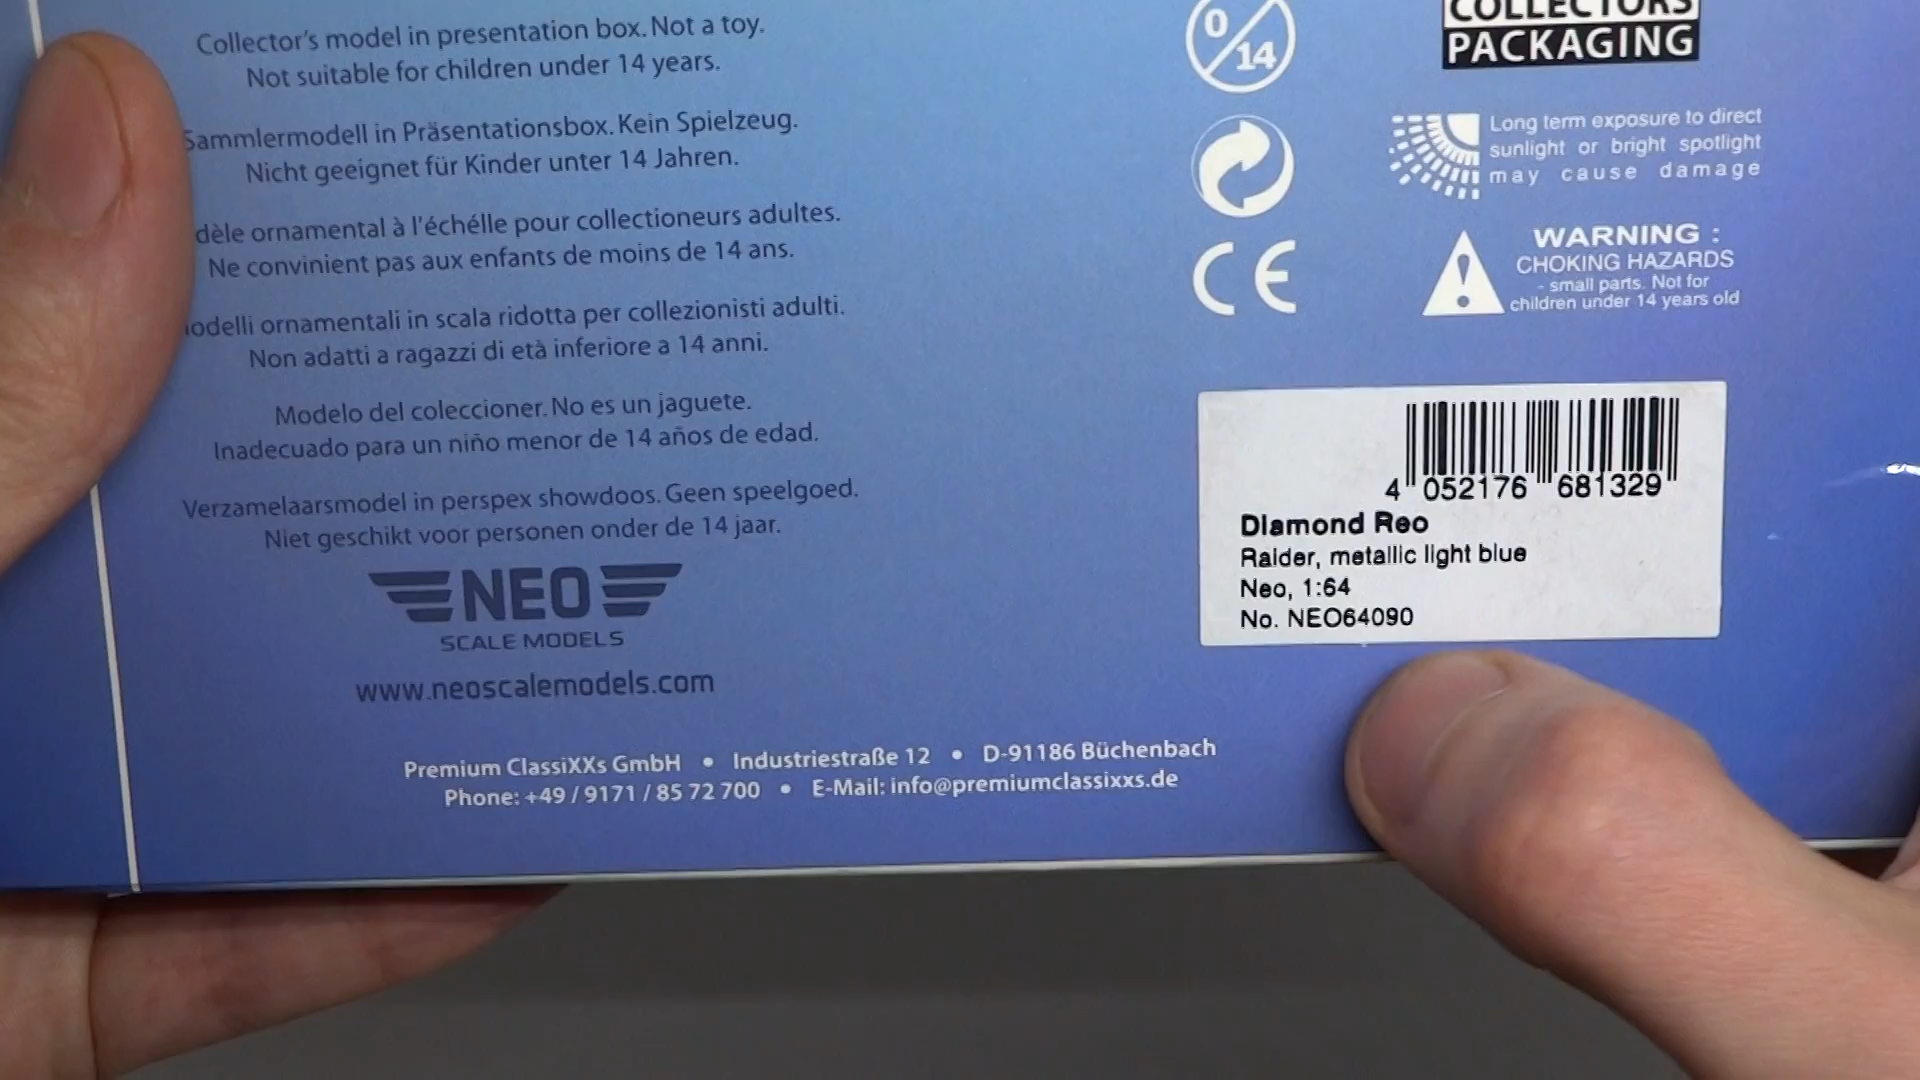 Collector's model in presentation box. Not a toy.
Not suitable for children under 14 years.
Sammlermodell in Präsentationsbox. Kein Spielzeug.
Nicht geeignet für Kinder unter 14 Jahren.
dèle ornamental à l'échélle pour collectioneurs adultes.
Ne convinient pas aux enfants de moins de 14 ans.
odelli ornamentali in scala ridotta per collezionisti adulti.
Non adatti a ragazzi di età inferiore a 14 anni.
Modelo del coleccioner. No es un jaguete.
Inadecuado para un niño menor de 14 años de edad.
Verzamelaarsmodel in perspex showdoos. Geen speelgoed.
Niet geschikt voor personen onder de 14 jaar.
NEO
SCALE MODELS
www.neoscalemodels.com
Premium ClassiXXs GmbH • Industriestraße 12 • D-91186 Büchenbach
Phone: +49 / 9171 / 85 72 700 • E-Mail: info@premiumclassixxs.de
0/14
CE
COLLECTORS
PACKAGING
Long term exposure to direct
sunlight or bright spotlight
may cause damage
WARNING :
CHOKING HAZARDS
- small parts. Not for
children under 14 years old
4 052176 681329
Diamond Reo
Raider, metallic light blue
Neo, 1:64
No. NEO64090